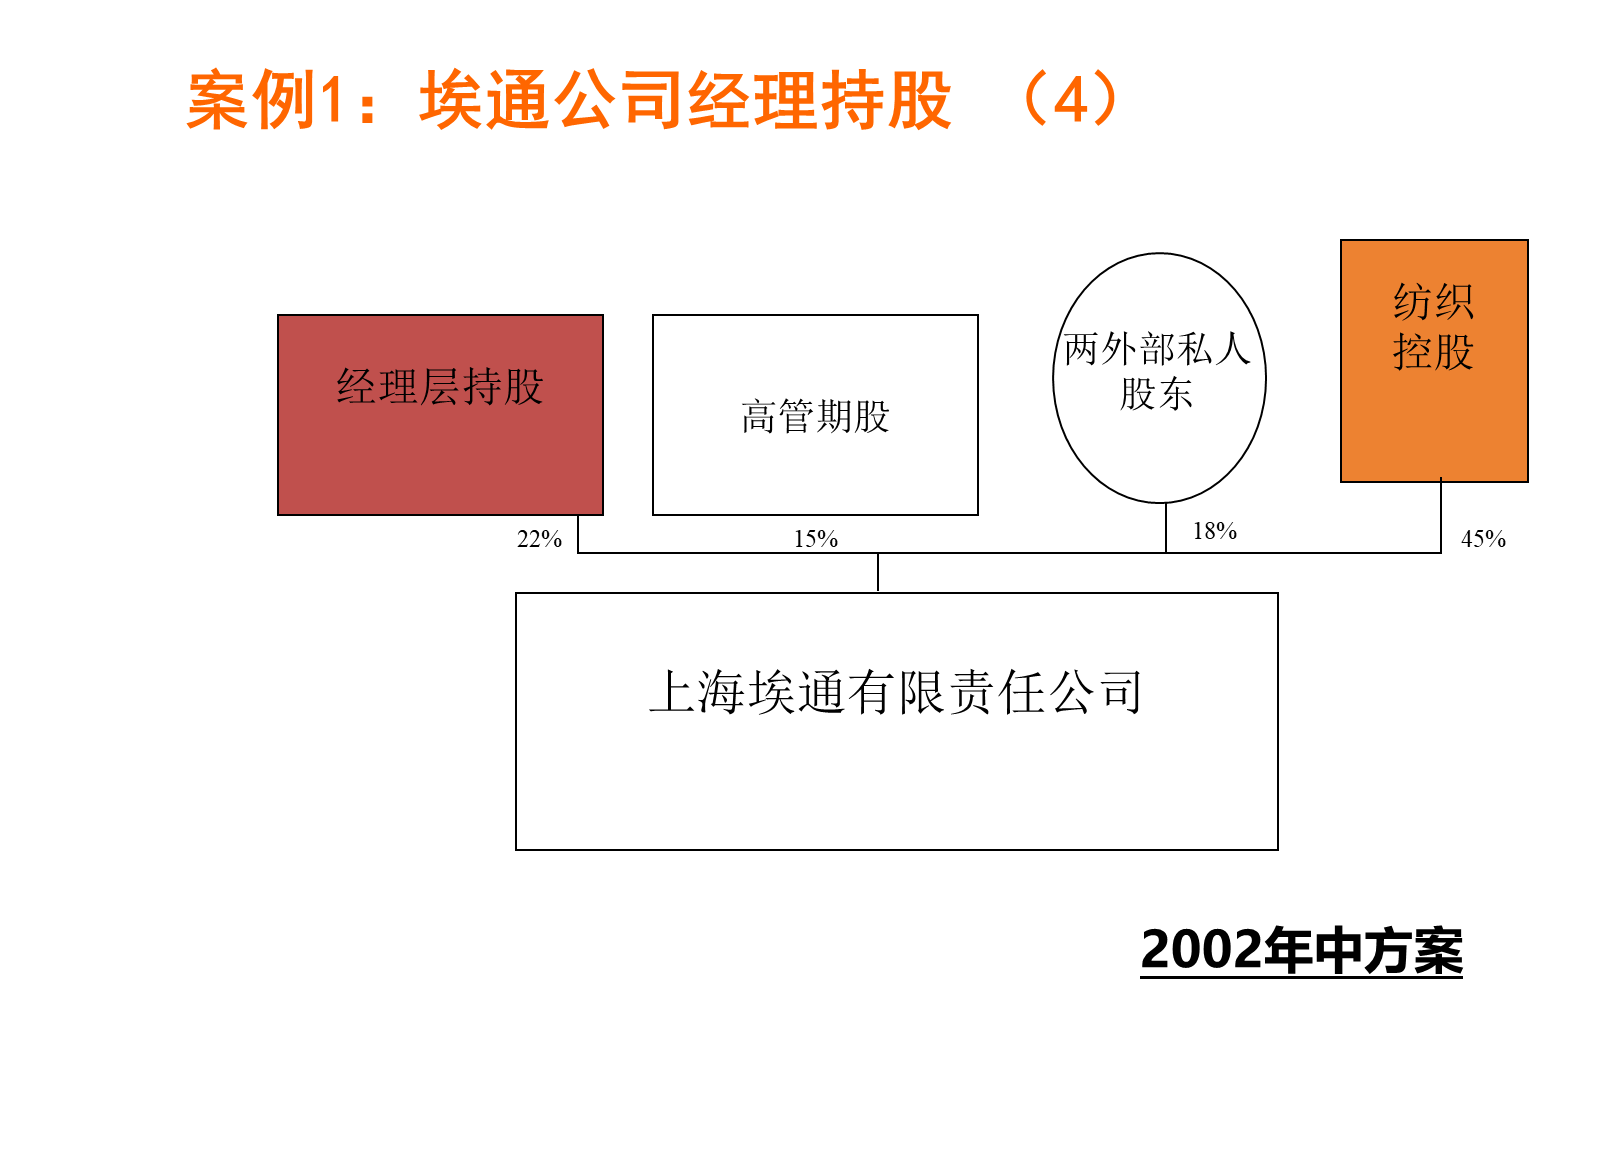 案例1：埃通公司经理持股 （4）
经理层持股
高管期股
两外部私人
股东
纺织
控股
22%
15%
18%
45%
上海埃通有限责任公司
2002年中方案